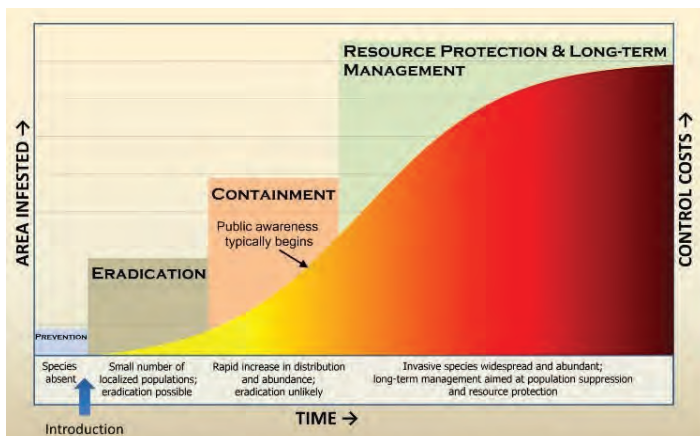 RESOURCE PROTECTION & LONG-TERM
MANAGEMENT
AREA INFESTED →
CONTROL COSTS →
CONTAINMENT
Public awareness
typically begins
ERADICATION
PREVENTION
Species
absent
Small number of
localized populations;
eradication possible
Rapid increase in distribution
and abundance;
eradication unlikely
Invasive species widespread and abundant;
long-term management aimed at population suppression
and resource protection
TIME →
Introduction